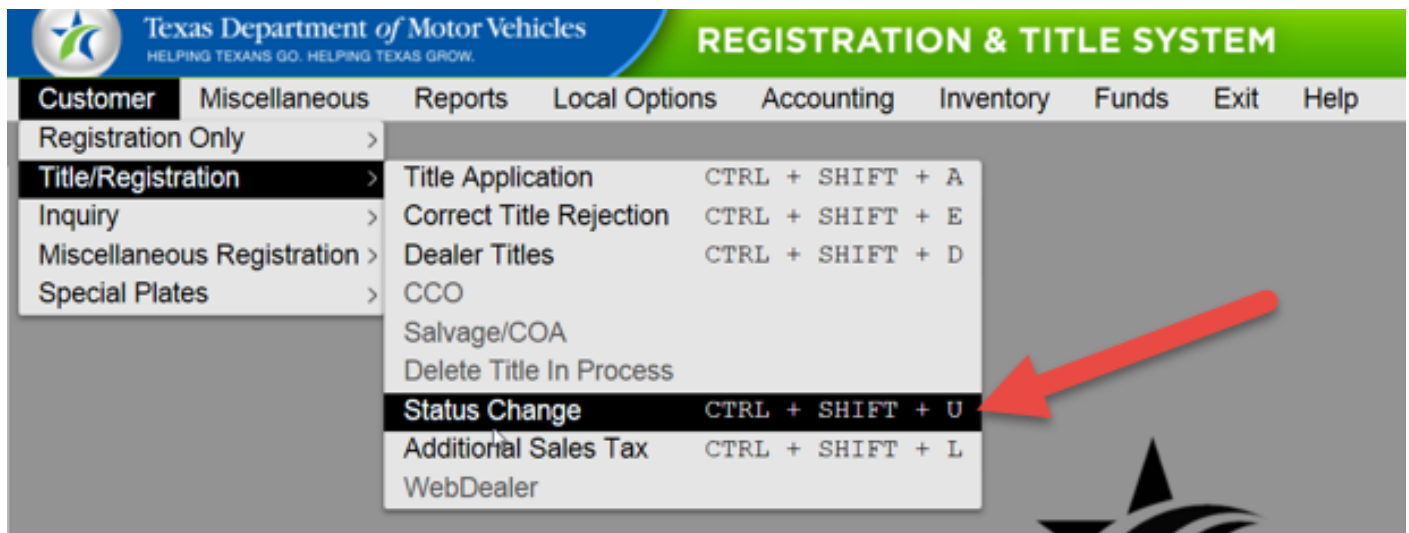 Texas Department of Motor Vehicles
HELPING TEXANS GO. HELPING TEXAS GROW.
REGISTRATION & TITLE SYSTEM
Customer Miscellaneous Reports Local Options Accounting Inventory Funds Exit Help
Registration Only >
Title/Registration >
Inquiry >
Miscellaneous Registration >
Special Plates >
Title Application CTRL + SHIFT + A
Correct Title Rejection CTRL + SHIFT + E
Dealer Titles CTRL + SHIFT + D
CCO
Salvage/COA
Delete Title In Process
Status Change CTRL + SHIFT + U
Additional Sales Tax CTRL + SHIFT + L
WebDealer